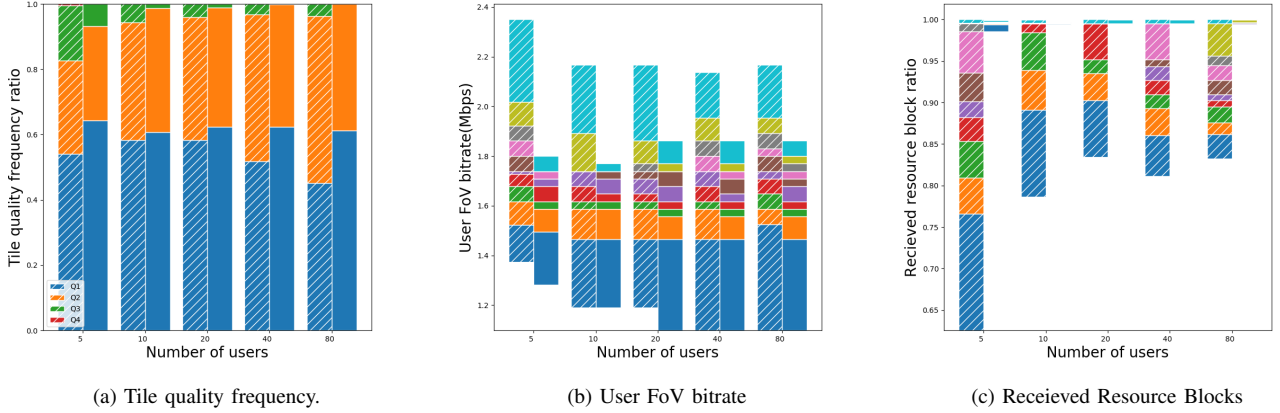 Tile quality frequency ratio
1.0
0.8
0.6
0.4
0.2
0.0
Q1
Q2
Q3
Q4
5 10 20 40 80
Number of users
(a) Tile quality frequency.
User FoV bitrate(Mbps)
2.4
2.2
2.0
1.8
1.6
1.4
1.2
5 10 20 40 80
Number of users
(b) User FoV bitrate
Recieved resource block ratio
1.00
0.95
0.90
0.85
0.80
0.75
0.70
0.65
5 10 20 40 80
Number of users
(c) Receieved Resource Blocks